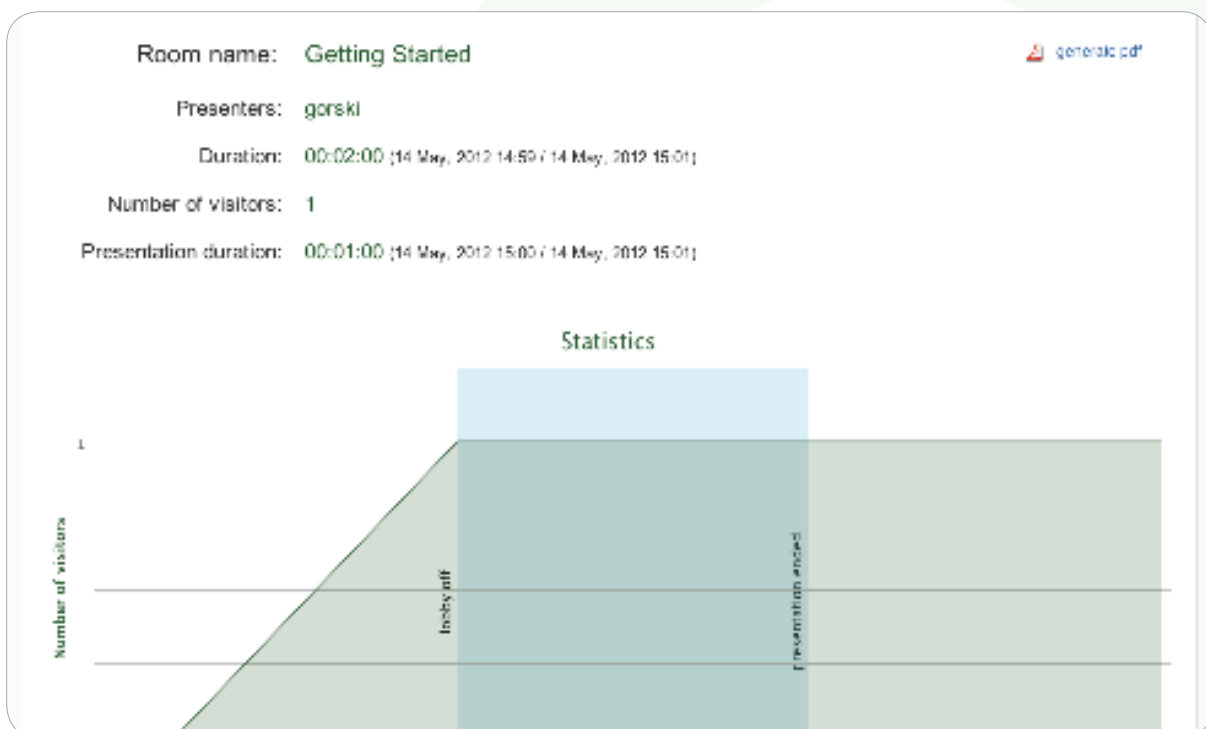 Room name: Getting Started
generate pdf
Presenters: gorski
Duration: 00:02:00 (14 May, 2012 14:59 / 14 May, 2012 15:01)
Number of visitors: 1
Presentation duration: 00:01:00 (14 May, 2012 15:00 / 14 May, 2012 15:01)
Statistics
1
Number of visitors
lobby off
presentation ended